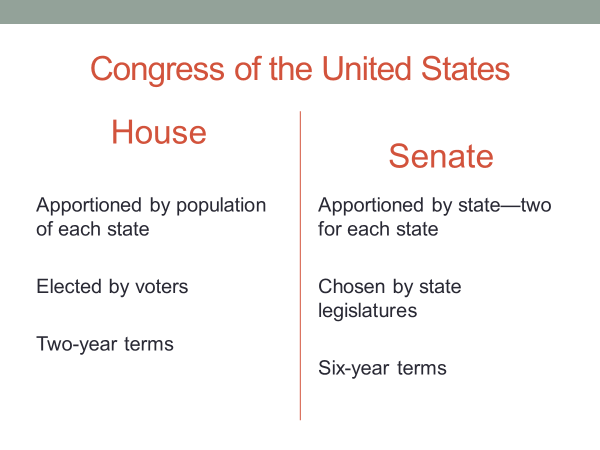 Congress of the United States
House
Apportioned by population
of each state
Elected by voters
Two-year terms
Senate
Apportioned by state—two
for each state
Chosen by state
legislatures
Six-year terms